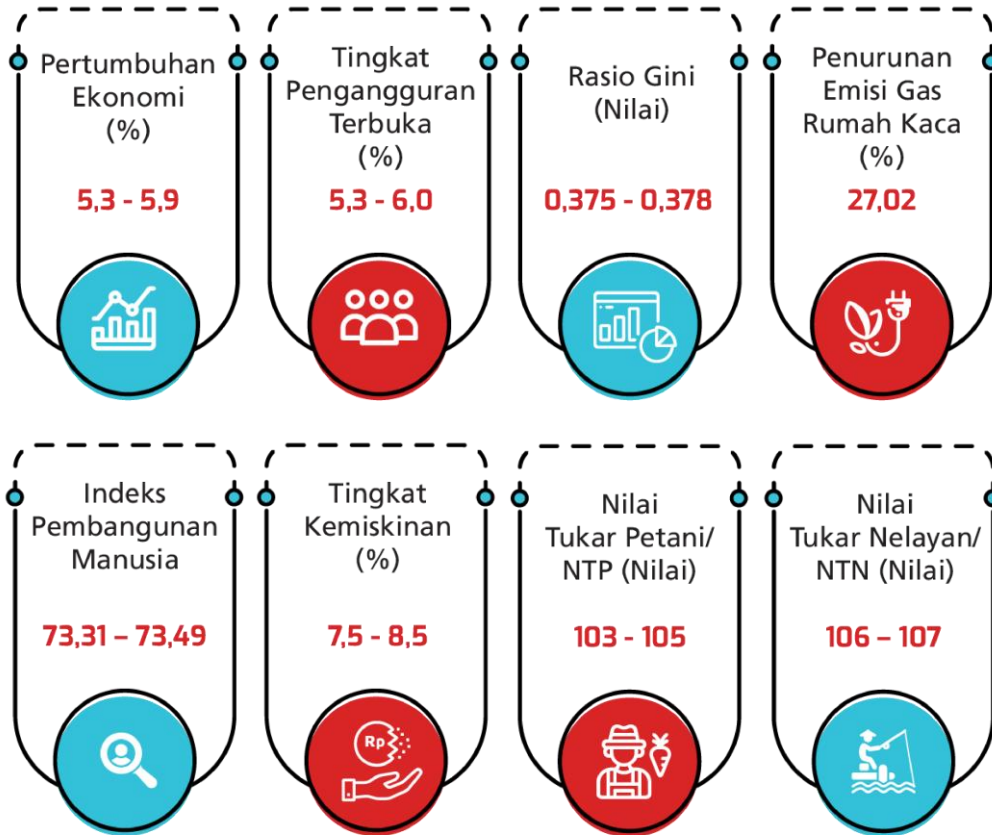 Pertumbuhan
Ekonomi
(%)
5,3 - 5,9
Tingkat
Pengangguran
Terbuka
(%)
5,3 - 6,0
Rasio Gini
(Nilai)
0,375 - 0,378
Penurunan
Emisi Gas
Rumah Kaca
(%)
27,02
Indeks
Pembangunan
Manusia
73,31 – 73,49
Tingkat
Kemiskinan
(%)
7,5 - 8,5
Rp
Nilai
Tukar Petani/
NTP (Nilai)
103 - 105
Nilai
Tukar Nelayan/
NTN (Nilai)
106 – 107